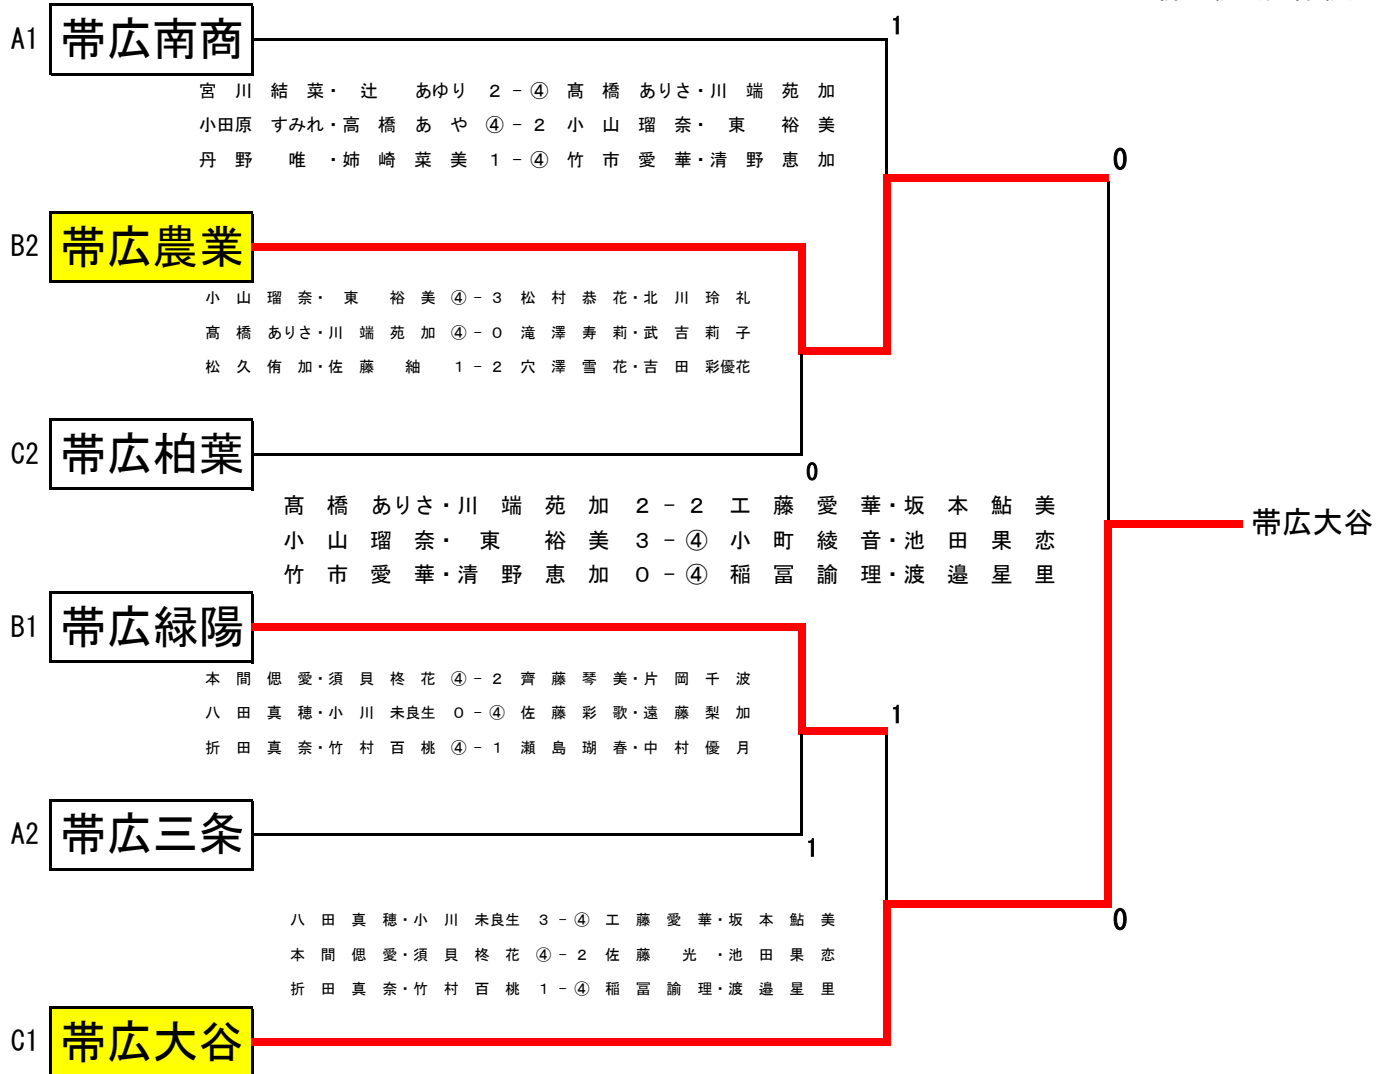 1
A1 帯広南商
宮川 結菜・辻 あゆり 2-④ 髙橋 ありさ・川端 苑加
小田原 すみれ・高橋 あや ④-2 小山 瑠奈・東 裕美
丹野 唯・姉崎 菜美 1-④ 竹市 愛華・清野 恵加
0
B2 帯広農業
小山 瑠奈・東 裕美 ④-3 松村 恭花・北川 玲礼
髙橋 ありさ・川端 苑加 ④-0 滝澤 寿莉・武吉 莉子
松久 侑加・佐藤 紬 1-2 穴澤 雪花・吉田 彩優花
C2 帯広柏葉
0
髙橋 ありさ・川端 苑加 2-2 工藤 愛華・坂本 鮎美
小山 瑠奈・東 裕美 3-④ 小町 綾音・池田 果恋
竹市 愛華・清野 恵加 0-④ 稲冨 諭理・渡邉 星里
帯広大谷
B1 帯広緑陽
本間 偲愛・須貝 柊花 ④-2 齊藤 琴美・片岡 千波
八田 真穂・小川 未良生 0-④ 佐藤 彩歌・遠藤 梨加
折田 真奈・竹村 百桃 ④-1 瀬島 瑚春・中村 優月
1
A2 帯広三条
1
八田 真穂・小川 未良生 3-④ 工藤 愛華・坂本 鮎美
本間 偲愛・須貝 柊花 ④-2 佐藤 光・池田 果恋
折田 真奈・竹村 百桃 1-④ 稲冨 諭理・渡邉 星里
0
C1 帯広大谷